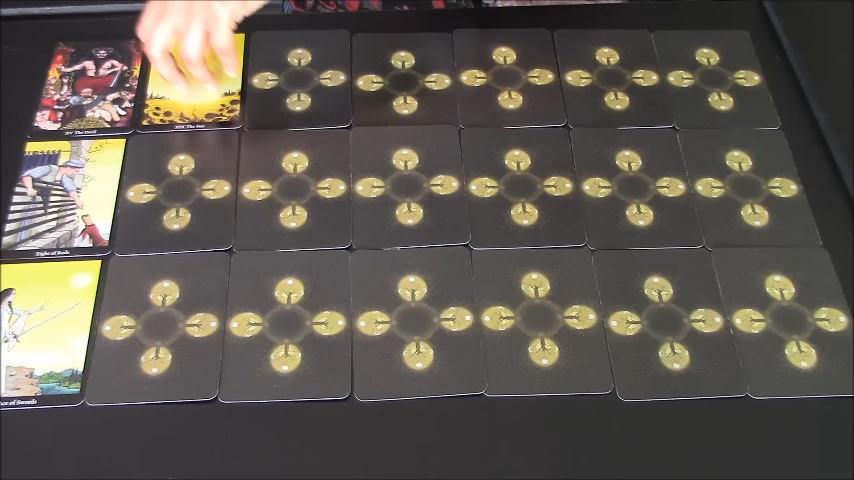 XV The Devil
XIX The Sun
Eight of Rods
Ace of Swords